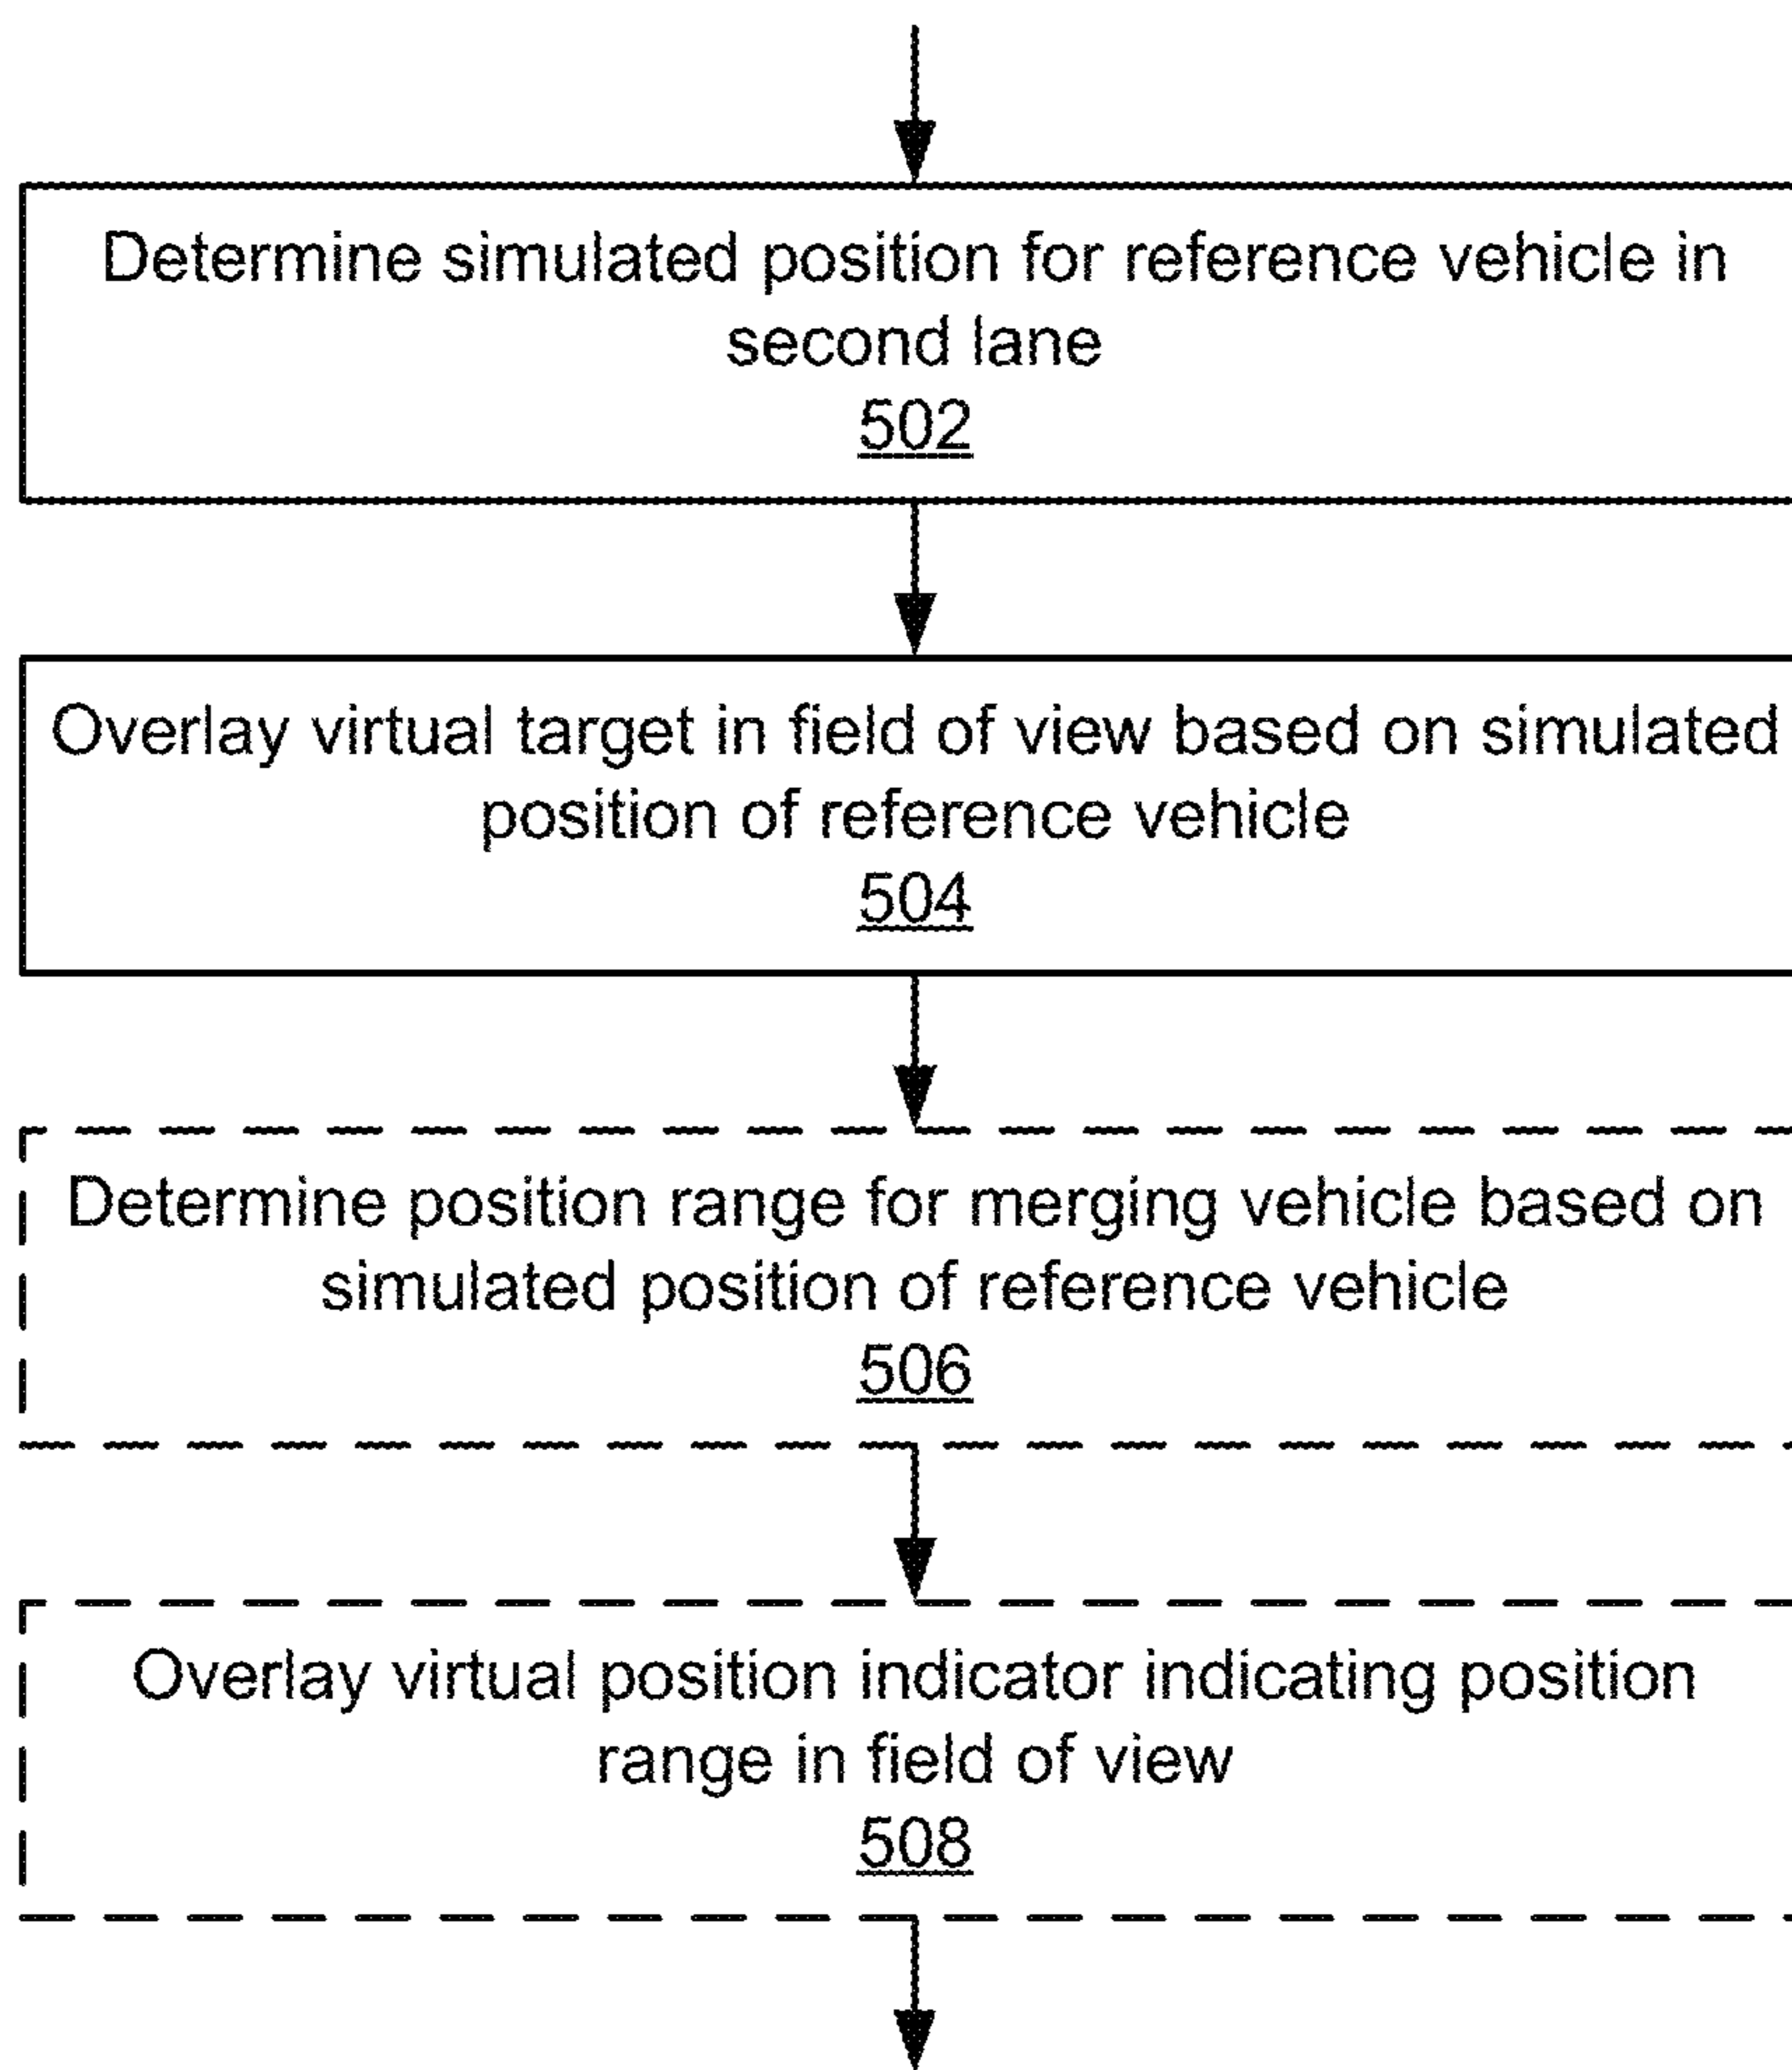 Determine simulated position for reference vehicle in
second lane
502
Overlay virtual target in field of view based on simulated
position of reference vehicle
504
Determine position range for merging vehicle based on
simulated position of reference vehicle
506
Overlay virtual position indicator indicating position
range in field of view
508